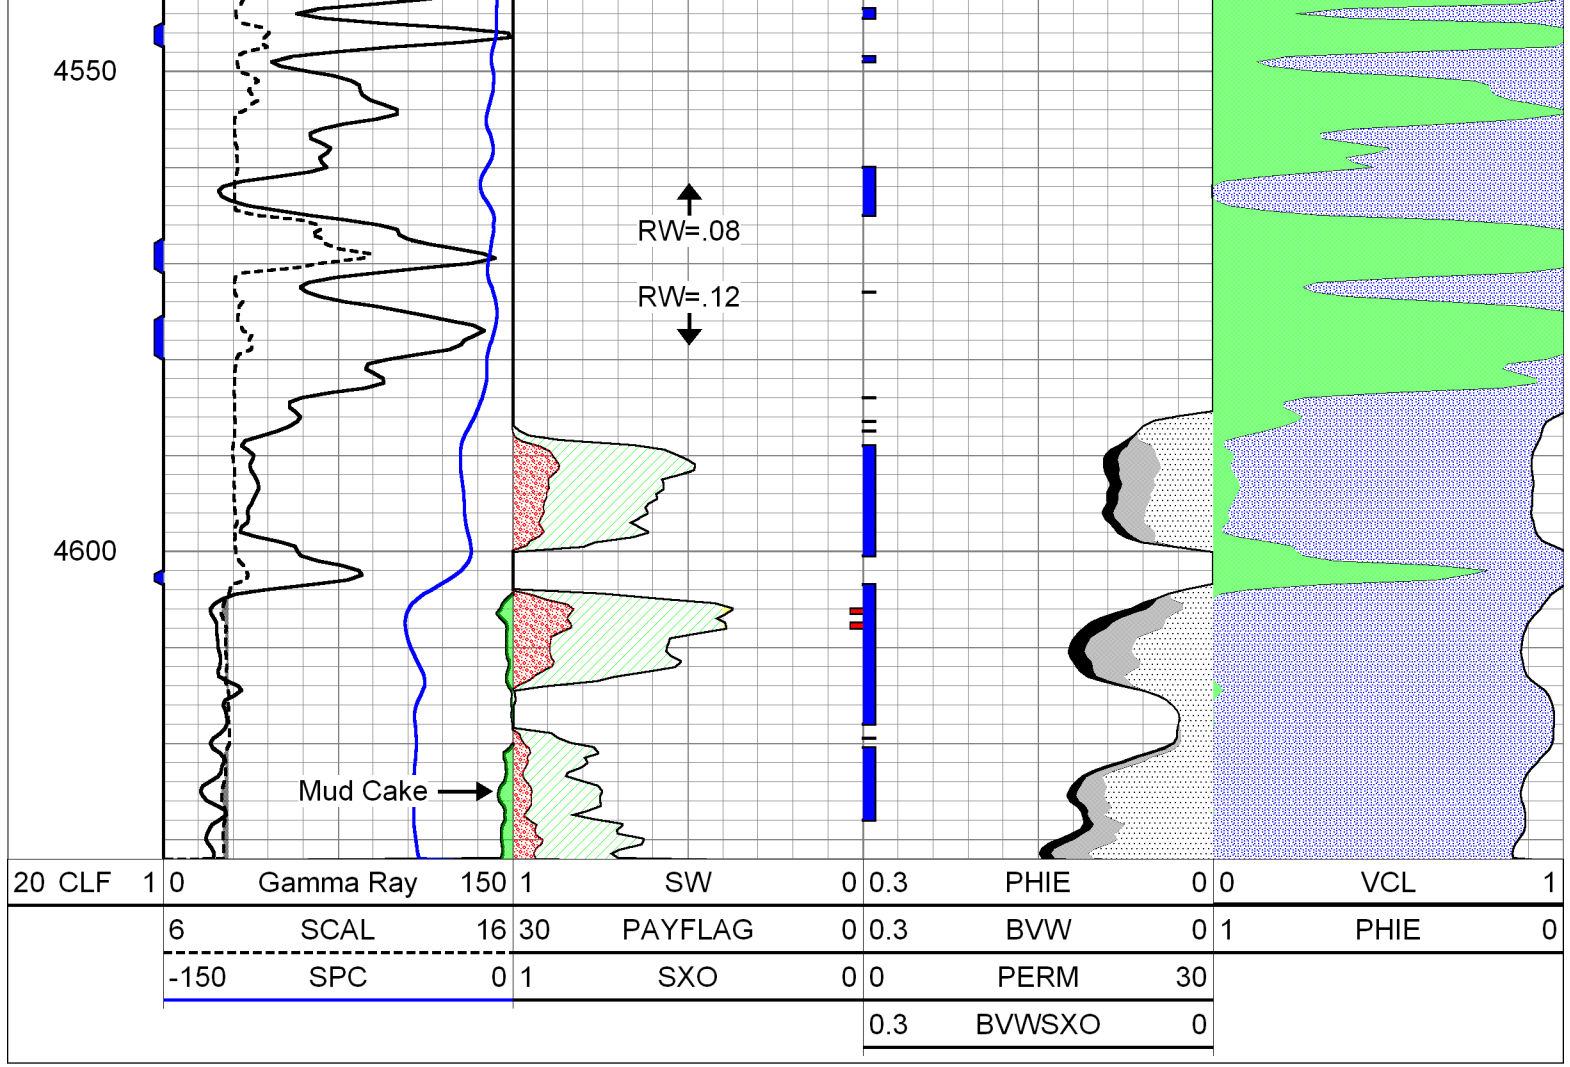 4550
RW=.08
RW=.12
4600
Mud Cake
20 CLF 1 0 Gamma Ray 150 1 SW 0 0.3 PHIE 0 0 VCL 1
6 SCAL 16 30 PAYFLAG 0 0.3 BVW 0 1 PHIE 0
-150 SPC 0 1 SXO 0 0 PERM 30
0.3 BVWSXO 0